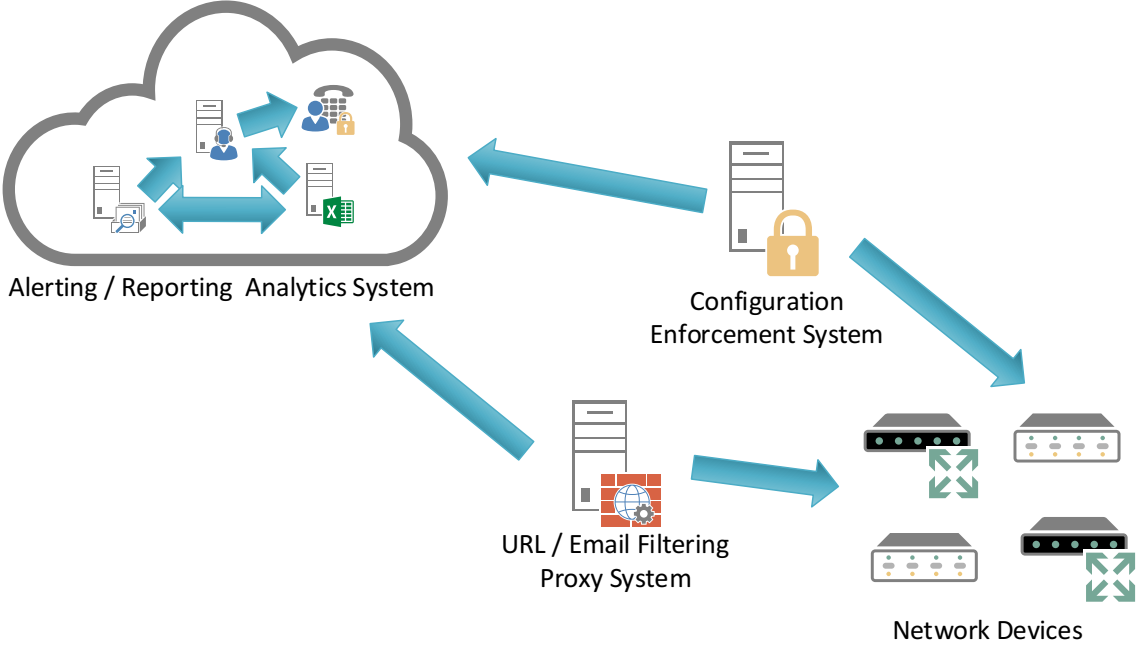 Alerting / Reporting  Analytics System
Configuration
Enforcement System
X
URL / Email Filtering
Proxy System
Network Devices